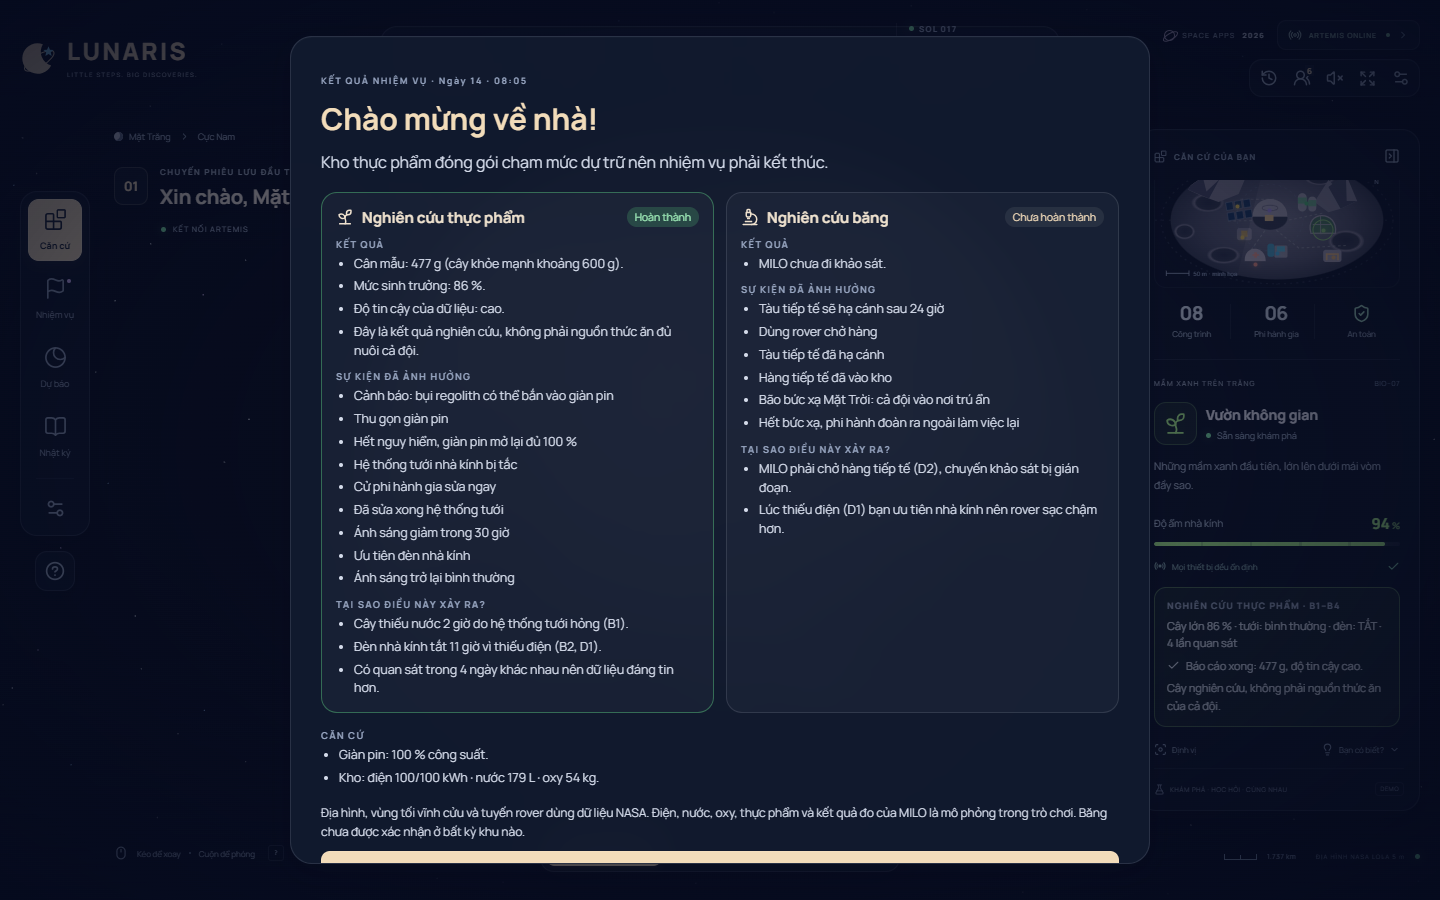 SOL 017
LUNARIS
LITTLE STEPS. BIG DISCOVERIES.
SPACE APPS 2026
ARTEMIS ONLINE
6
Mặt Trăng > Cực Nam
01
CHUYẾN PHIÊU LƯU ĐẦU T
Xin chào, Mặt
KẾT NỐI ARTEMIS
Căn cứ
Nhiệm vụ
Dự báo
Nhật ký
KẾT QUẢ NHIỆM VỤ · Ngày 14 · 08:05
Chào mừng về nhà!
Kho thực phẩm đóng gói chạm mức dự trữ nên nhiệm vụ phải kết thúc.
Nghiên cứu thực phẩm
Hoàn thành
KẾT QUẢ
Cân mẫu: 477 g (cây khỏe mạnh khoảng 600 g).
Mức sinh trưởng: 86 %.
Độ tin cậy của dữ liệu: cao.
Đây là kết quả nghiên cứu, không phải nguồn thức ăn đủ
nuôi cả đội.
SỰ KIỆN ĐÃ ẢNH HƯỞNG
Cảnh báo: bụi regolith có thể bắn vào giàn pin
Thu gọn giàn pin
Hết nguy hiểm, giàn pin mở lại đủ 100 %
Hệ thống tưới nhà kính bị tắc
Cử phi hành gia sửa ngay
Đã sửa xong hệ thống tưới
Ánh sáng giảm trong 30 giờ
Ưu tiên đèn nhà kính
Ánh sáng trở lại bình thường
TẠI SAO ĐIỀU NÀY XẢY RA?
Cây thiếu nước 2 giờ do hệ thống tưới hỏng (B1).
Đèn nhà kính tắt 11 giờ vì thiếu điện (B2, D1).
Có quan sát trong 4 ngày khác nhau nên dữ liệu đáng tin
hơn.
Nghiên cứu băng
Chưa hoàn thành
KẾT QUẢ
MILO chưa đi khảo sát.
SỰ KIỆN ĐÃ ẢNH HƯỞNG
Tàu tiếp tế sẽ hạ cánh sau 24 giờ
Dùng rover chở hàng
Tàu tiếp tế đã hạ cánh
Hàng tiếp tế đã vào kho
Bão bức xạ Mặt Trời: cả đội vào nơi trú ẩn
Hết bức xạ, phi hành đoàn ra ngoài làm việc lại
TẠI SAO ĐIỀU NÀY XẢY RA?
MILO phải chở hàng tiếp tế (D2), chuyến khảo sát bị gián
đoạn.
Lúc thiếu điện (D1) bạn ưu tiên nhà kính nên rover sạc chậm
hơn.
CĂN CỨ
Giàn pin: 100 % công suất.
Kho: điện 100/100 kWh · nước 179 L · oxy 54 kg.
Địa hình, vùng tối vĩnh cửu và tuyến rover dùng dữ liệu NASA. Điện, nước, oxy, thực phẩm và kết quả đo của MILO là mô phỏng trong trò chơi. Băng
chưa được xác nhận ở bất kỳ khu nào.
CĂN CỨ CỦA BẠN
08
Công trình
06
Phi hành gia
An toàn
MẦM XANH TRÊN TRĂNG
BIO-07
Vườn không gian
Sẵn sàng khám phá
Những mầm xanh đầu tiên, lớn lên dưới mái vòm
đầy sao.
Độ ẩm nhà kính
94 %
Mọi thiết bị đều ổn định
NGHIÊN CỨU THỰC PHẨM · B1–B4
Cây lớn 86 % · tưới: bình thường · đèn: TẮT ·
4 lần quan sát
Báo cáo xong: 477 g, độ tin cậy cao.
Cây nghiên cứu, không phải nguồn thức ăn
của cả đội.
Định vị
Bạn có biết?
KHÁM PHÁ · HỌC HỎI · CÙNG NHAU
DEMO
Kéo để xoay · Cuộn để phóng
1.737 km